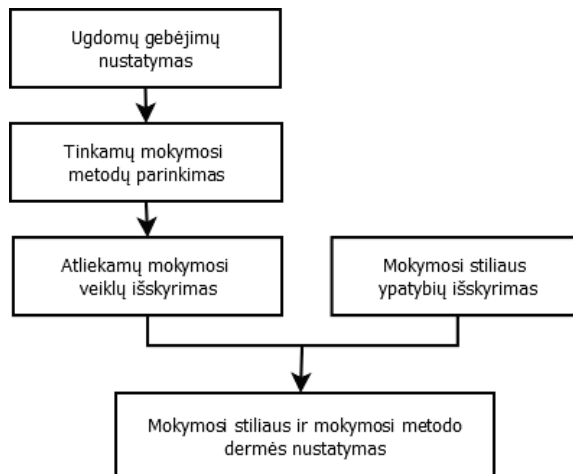 Ugdomų gebėjimų
nustatymas
Tinkamų mokymosi
metodų parinkimas
Atliekamų mokymosi
veiklų išskyrimas
Mokymosi stiliaus
ypatybių išskyrimas
Mokymosi stiliaus ir mokymosi metodo
dermės nustatymas